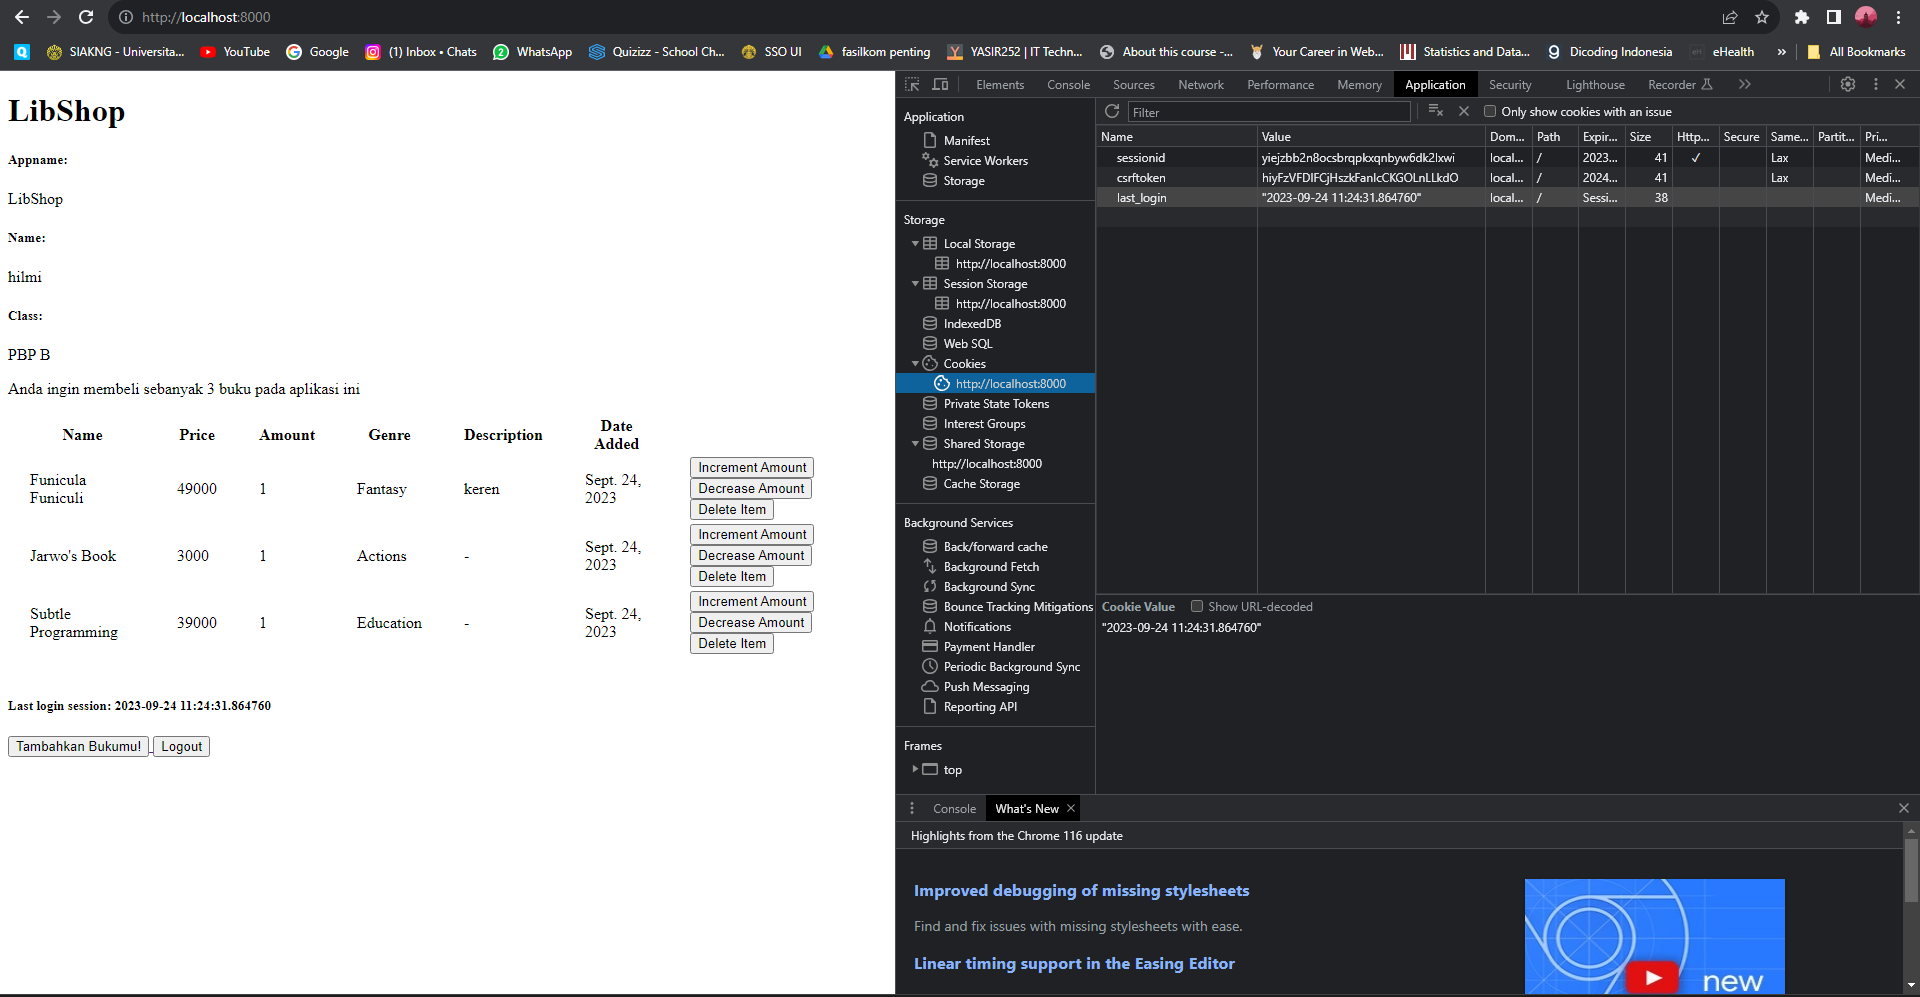 http://localhost:8000
SIAKNG - Universita... YouTube Google (1) Inbox • Chats WhatsApp Quizizz - School Ch... SSO UI fasilkom penting YASIR252 | IT Techn... About this course -... Your Career in Web... Statistics and Data... Dicoding Indonesia eHealth » All Bookmarks
LibShop
Appname:
LibShop
Name:
hilmi
Class:
PBP B
Anda ingin membeli sebanyak 3 buku pada aplikasi ini
Name Price Amount Genre Description Date Added
Funicula Funiculi 49000 1 Fantasy keren Sept. 24, 2023
Increment Amount
Decrease Amount
Delete Item
Jarwo's Book 3000 1 Actions - Sept. 24, 2023
Increment Amount
Decrease Amount
Delete Item
Subtle Programming 39000 1 Education - Sept. 24, 2023
Increment Amount
Decrease Amount
Delete Item
Last login session: 2023-09-24 11:24:31.864760
Tambahkan Bukumu! Logout
Elements Console Sources Network Performance Memory Application Security Lighthouse Recorder
Application
Manifest
Service Workers
Storage
Storage
Local Storage
http://localhost:8000
Session Storage
http://localhost:8000
IndexedDB
Web SQL
Cookies
http://localhost:8000
Private State Tokens
Interest Groups
Shared Storage
http://localhost:8000
Cache Storage
Background Services
Back/forward cache
Background Fetch
Background Sync
Bounce Tracking Mitigations
Notifications
Payment Handler
Periodic Background Sync
Push Messaging
Reporting API
Frames
top
Filter Only show cookies with an issue
Name Value Dom... Path Expir... Size Http... Secure Same... Partit... Pri...
sessionid yiejzbb2n8ocsbrqpkxqnbyw6dk2lxwi local... / 2023... 41 ✓ Lax Medi...
csrftoken local... / 2024... 41 Lax Medi...
last_login "2023-09-24 11:24:31.864760" local... / Sessi... 38 Medi...
Cookie Value Show URL-decoded
"2023-09-24 11:24:31.864760"
Console What's New
Highlights from the Chrome 116 update
Improved debugging of missing stylesheets
Find and fix issues with missing stylesheets with ease.
Linear timing support in the Easing Editor
new